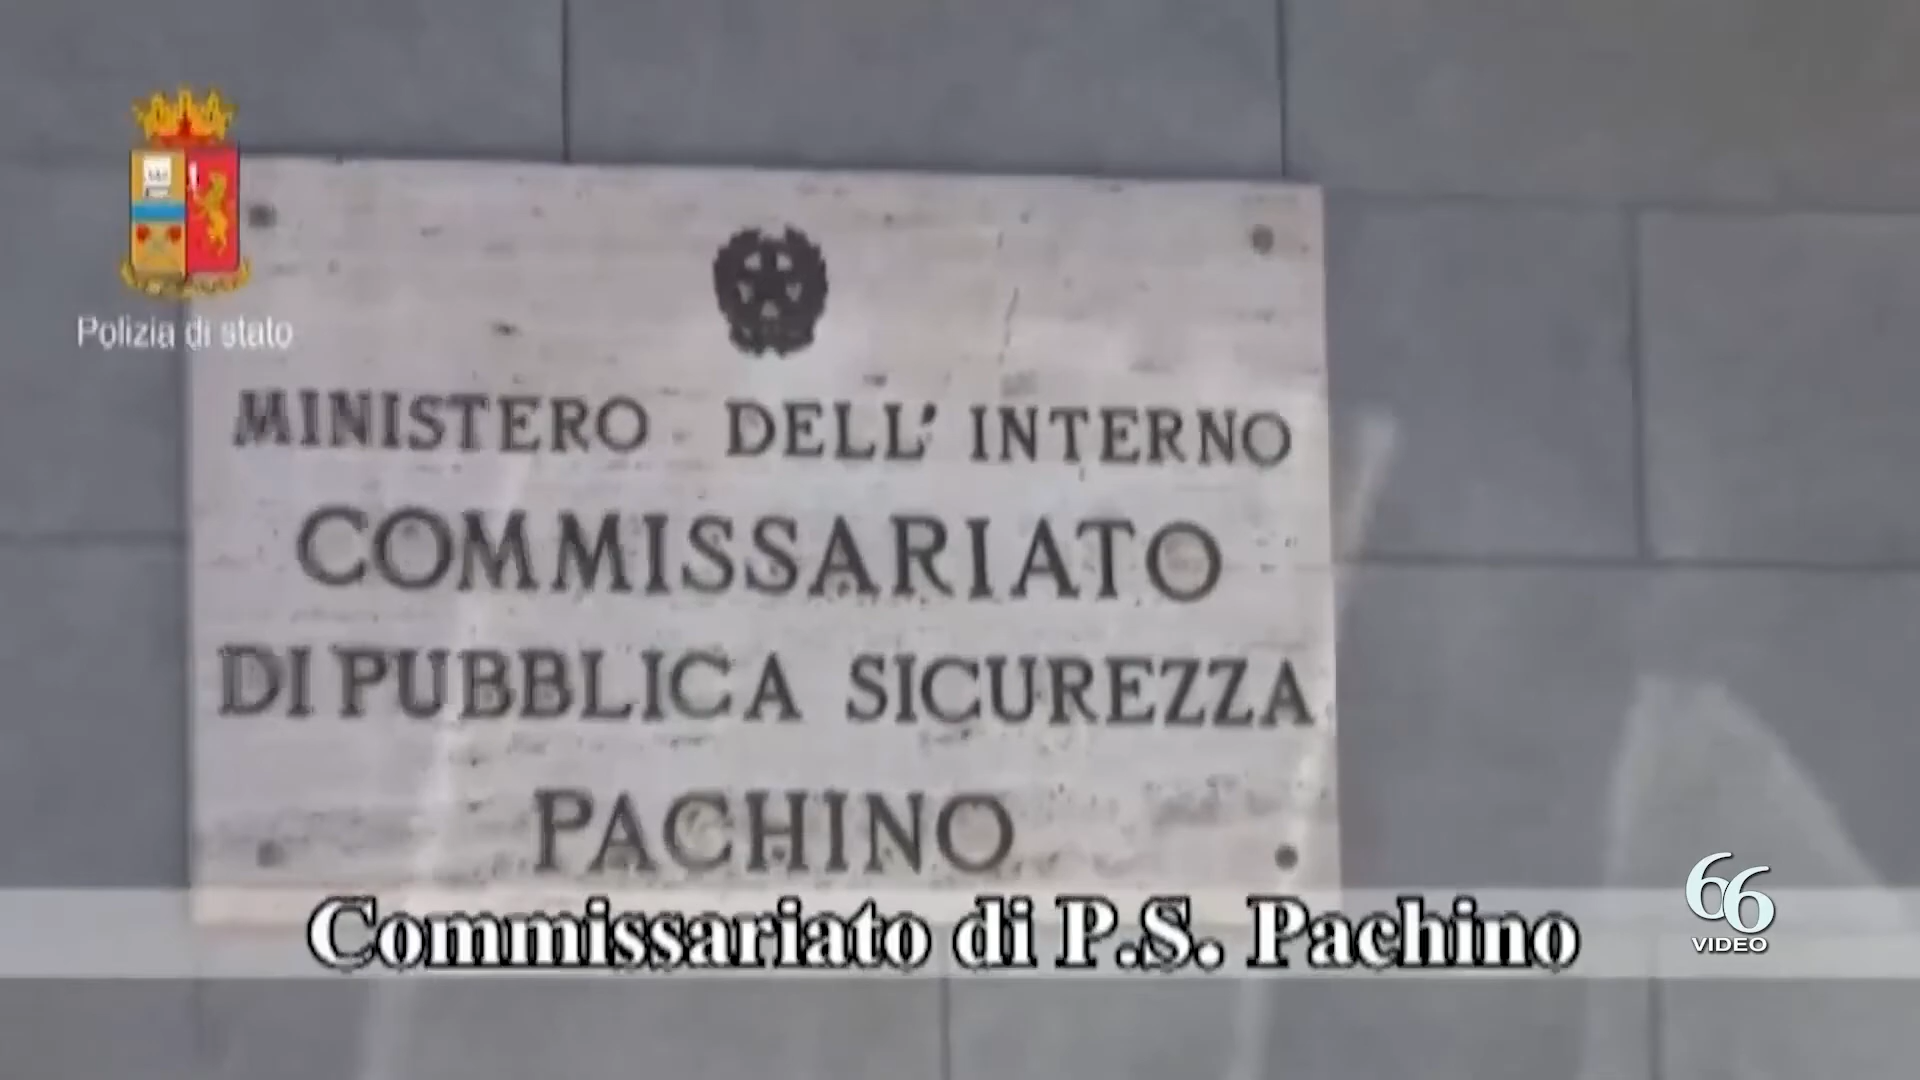 Polizia di stato
MINISTERO DELL' INTERNO
COMMISSARIATO
DI PUBBLICA SICUREZZA
PACHINO
Commissariato di P.S. Pachino
66
VIDEO